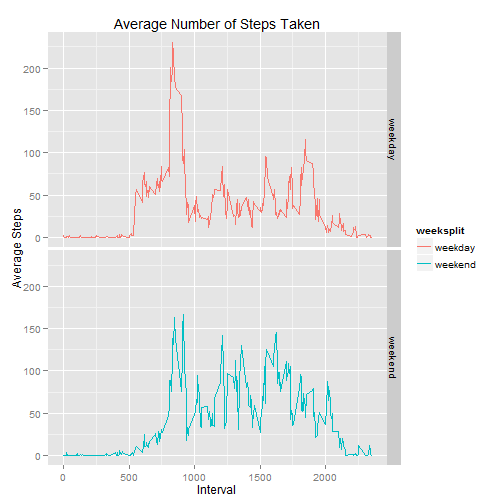 Average Number of Steps Taken
Average Steps
200
150
100
50
0
weekday
200
150
100
50
0
weekend
0
500
1000
1500
2000
Interval
weeksplit
weekday
weekend